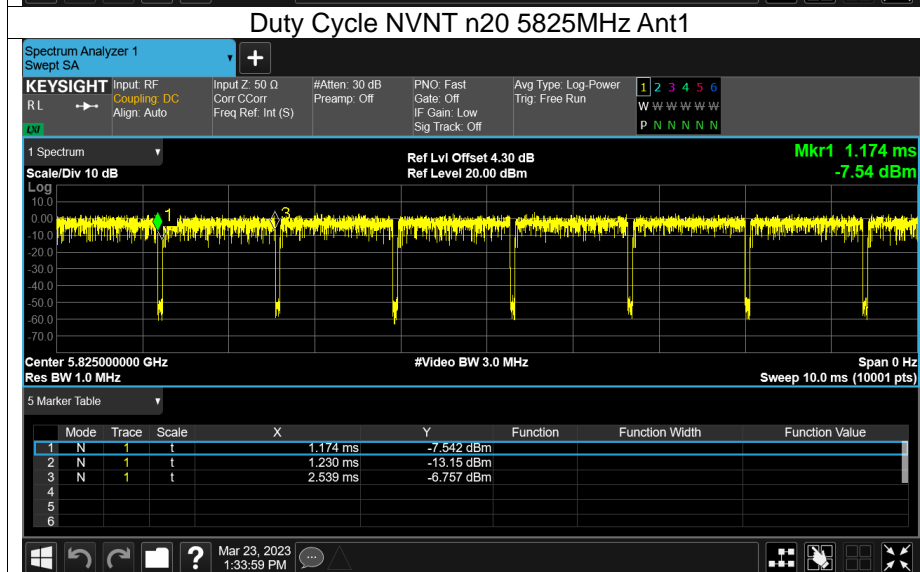 Duty Cycle NVNT n20 5825MHz Ant1
Spectrum Analyzer 1
Swept SA
+
KEYSIGHT Input: RF Input Z: 50 Ω #Atten: 30 dB PNO: Fast Avg Type: Log-Power 1 2 3 4 5 6
R L Coupling: DC Corr CCorr Preamp: Off Gate: Off Trig: Free Run W W W W W W
Align: Auto Freq Ref: Int (S) IF Gain: Low
LXI Sig Track: Off P N N N N N
1 Spectrum Ref Lvl Offset 4.30 dB Mkr1 1.174 ms
Scale/Div 10 dB Ref Level 20.00 dBm -7.54 dBm
Log
10.0
0.00 1 3
-10.0
-20.0
-30.0
-40.0
-50.0
-60.0
-70.0
Center 5.825000000 GHz #Video BW 3.0 MHz Span 0 Hz
Res BW 1.0 MHz Sweep 10.0 ms (10001 pts)
5 Marker Table
Mode Trace Scale X Y Function Function Width Function Value
1 N 1 t 1.174 ms -7.542 dBm
2 N 1 t 1.230 ms -13.15 dBm
3 N 1 t 2.539 ms -6.757 dBm
4
5
6
? Mar 23, 2023
1:33:59 PM